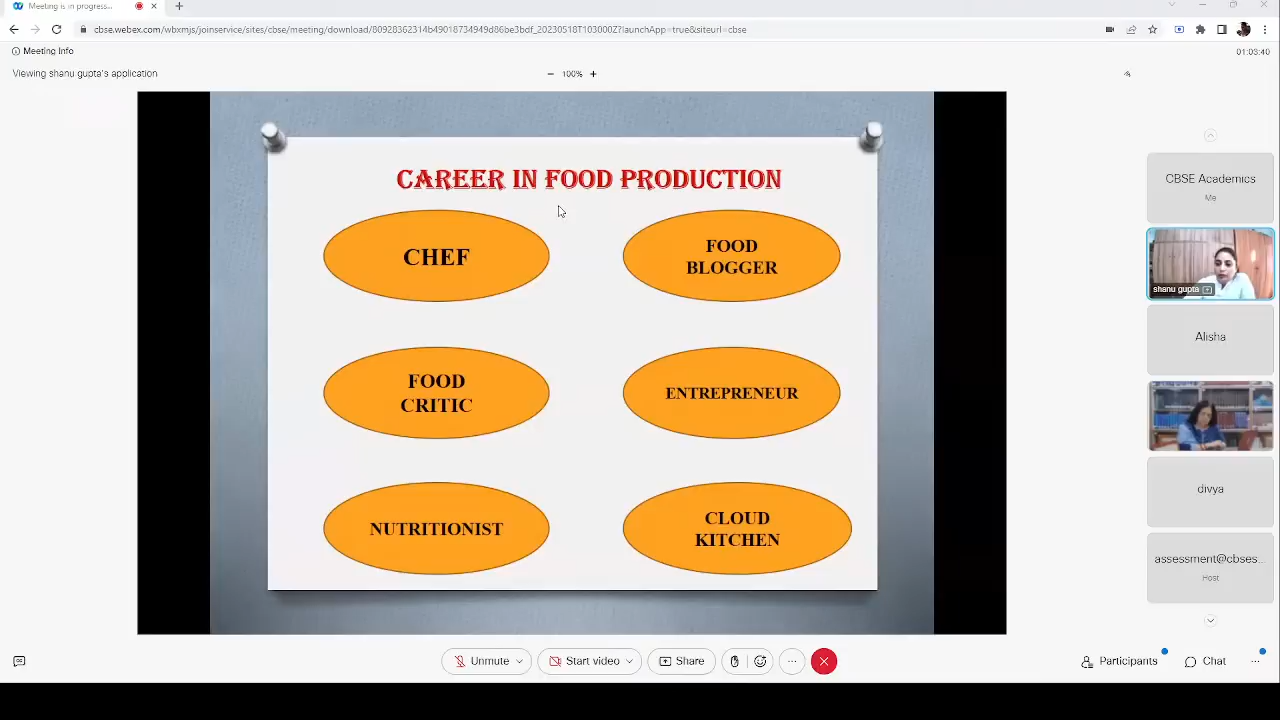 Meeting is in progress...
cbse.webex.com/wbxmjs/joinservice/sites/cbse/meeting/download/80928362314b49018734949d86be3bdf_20230518T103000Z?launchApp=true&siteurl=cbse
Meeting Info
01:03:40
Viewing shanu gupta's application
100%
CAREER IN FOOD PRODUCTION
CHEF
FOOD
BLOGGER
FOOD
CRITIC
ENTREPRENEUR
NUTRITIONIST
CLOUD
KITCHEN
CBSE Academics
Me
shanu gupta
Alisha
divya
assessment@cbses...
Host
Unmute
Start video
Share
Participants
Chat